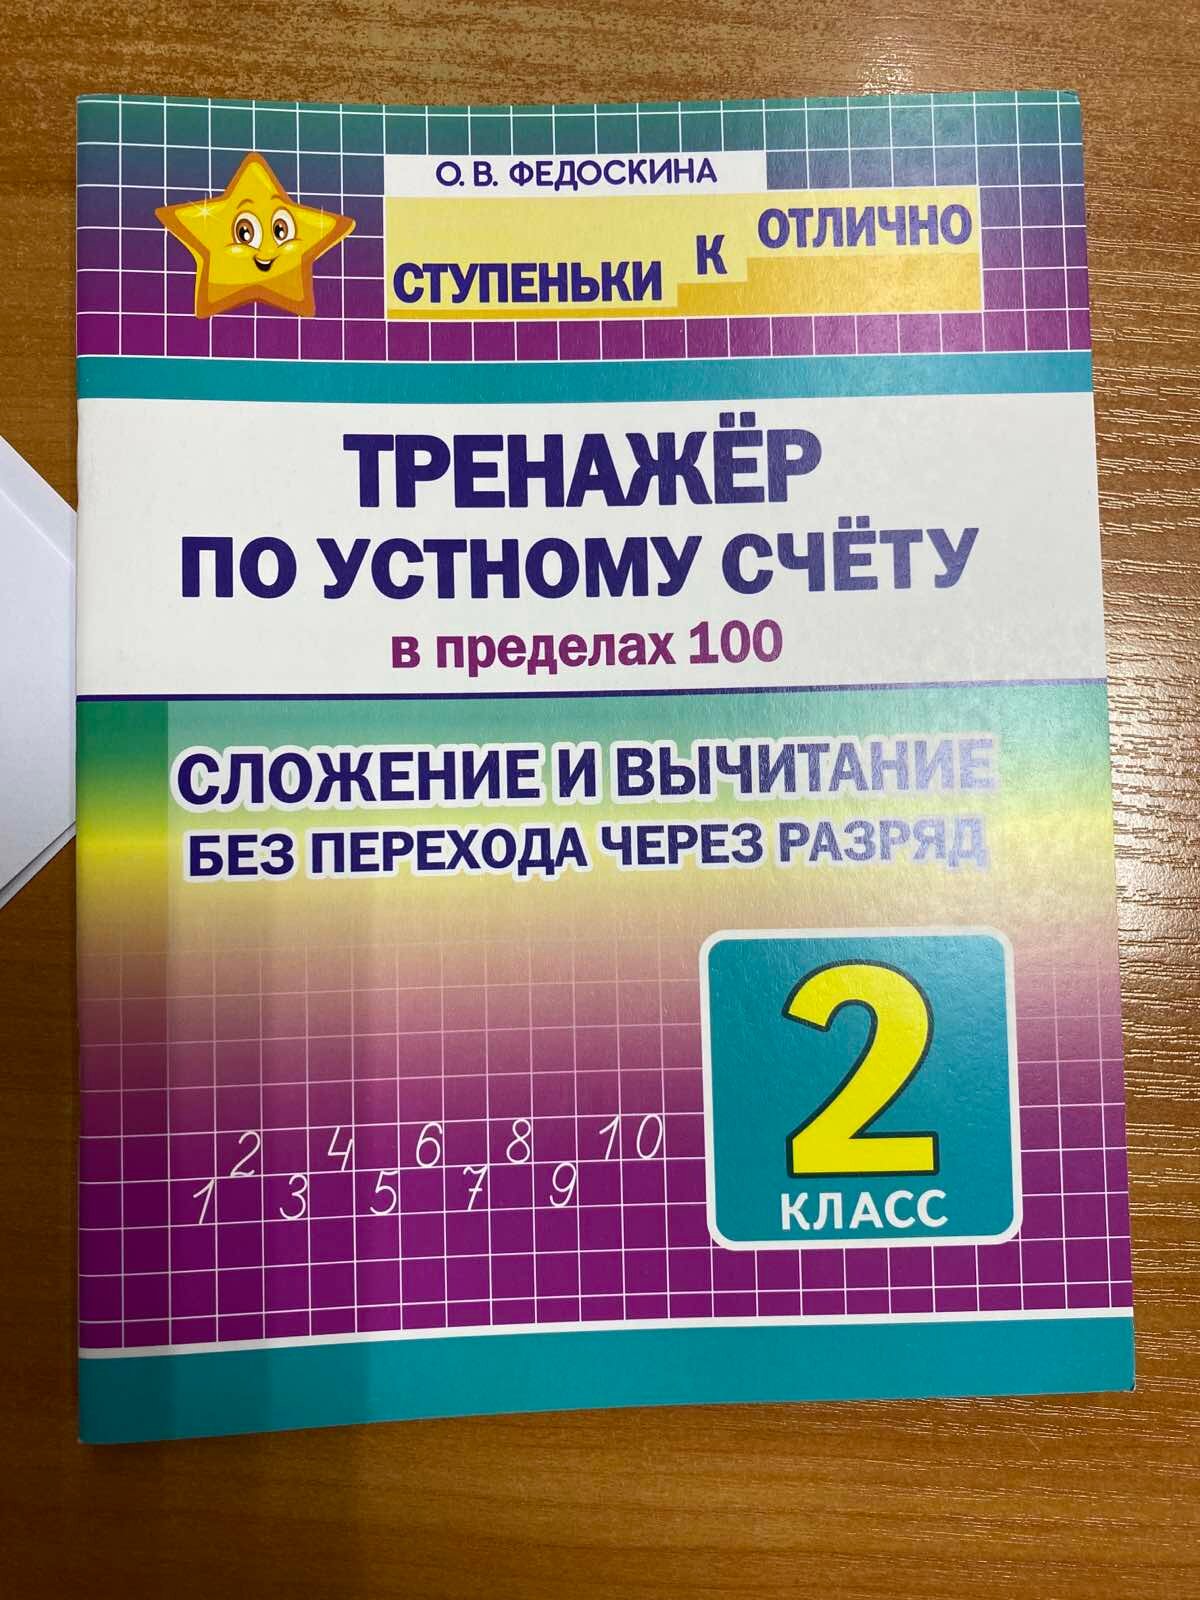 О. В. ФЕДОСКИНА
СТУПЕНЬКИ К ОТЛИЧНО
ТРЕНАЖЁР
ПО УСТНОМУ СЧЁТУ
в пределах 100
СЛОЖЕНИЕ И ВЫЧИТАНИЕ
БЕЗ ПЕРЕХОДА ЧЕРЕЗ РАЗРЯД
1 2 3 4 5 6 7 8 9 10
2
КЛАСС